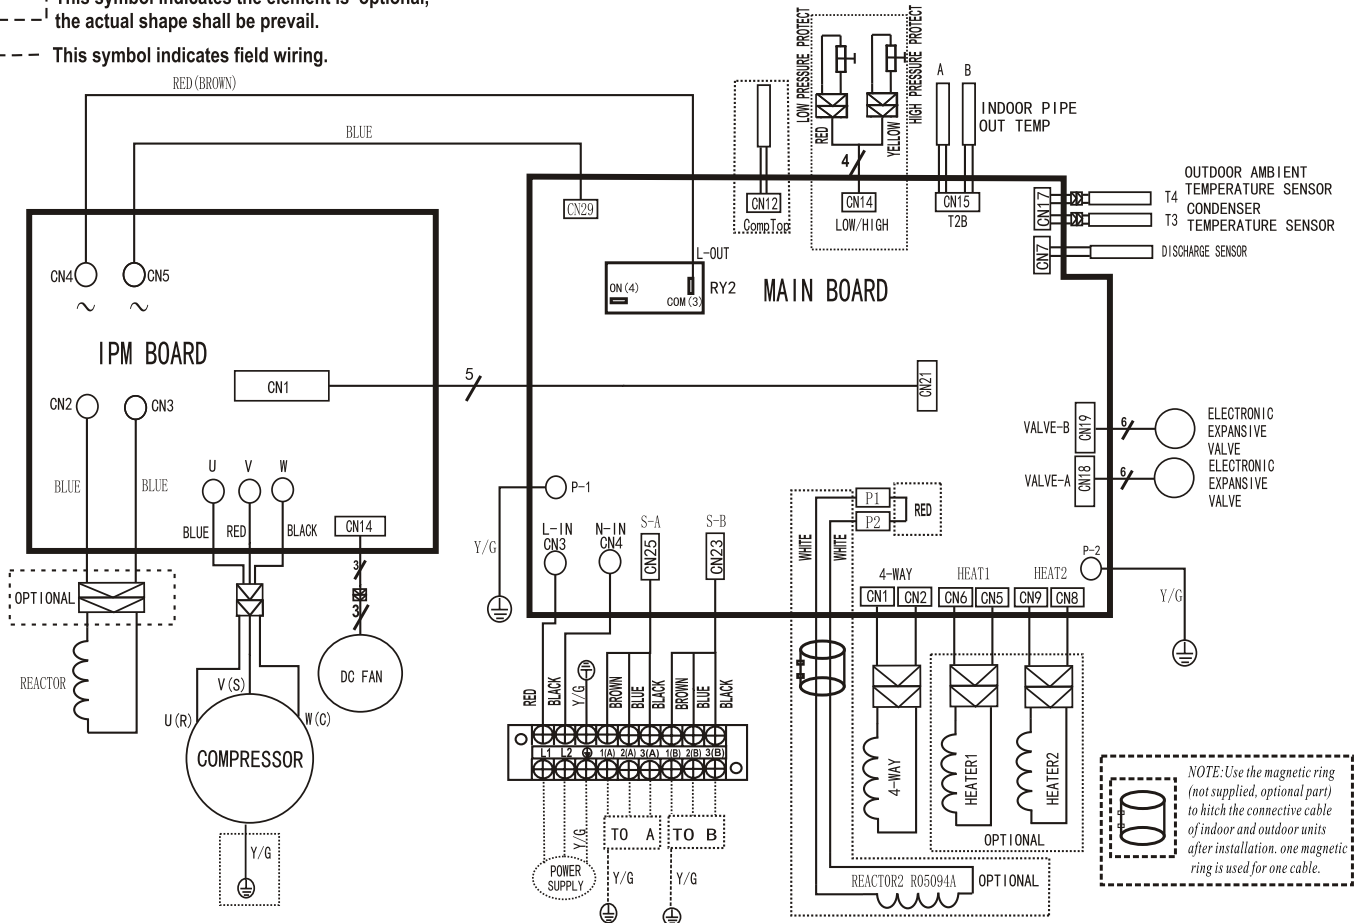 This symbol indicates the element is optional,
the actual shape shall be prevail.
This symbol indicates field wiring.
RED(BROWN)
BLUE
LOW PRESSURE PROTECT
HIGH PRESSURE PROTECT
RED
YELLOW
4
A B
INDOOR PIPE
OUT TEMP
CN12
CompTop
CN14
LOW/HIGH
CN15
T2B
CN17
T4
OUTDOOR AMBIENT
TEMPERATURE SENSOR
T3
CONDENSER
TEMPERATURE SENSOR
CN7
DISCHARGE SENSOR
CN29
L-OUT
ON(4)
COM(3)
RY2
MAIN BOARD
CN4
CN5
∼ ∼
IPM BOARD
CN1
5
CN21
CN2
CN3
BLUE
BLUE
U V W
BLUE
RED
BLACK
CN14
3
3
DC FAN
OPTIONAL
REACTOR
V(S)
U(R)
W(C)
COMPRESSOR
Y/G
VALVE-B
CN19
6
ELECTRONIC
EXPANSIVE
VALVE
VALVE-A
CN18
6
ELECTRONIC
EXPANSIVE
VALVE
P-1
Y/G
L-IN
CN3
N-IN
CN4
S-A
CN25
S-B
CN23
P1
P2
RED
WHITE
WHITE
P-2
Y/G
4-WAY
HEAT1
HEAT2
CN1
CN2
CN6
CN5
CN9
CN8
RED
BLACK
Y/G
BROWN
BLUE
BLACK
BROWN
BLUE
BLACK
L1 L2 1(A) 2(A) 3(A) 1(B) 2(B) 3(B)
Y/G
POWER
SUPPLY
TO A
TO B
Y/G
Y/G
4-WAY
HEATER1
HEATER2
OPTIONAL
REACTOR2 R05094A
OPTIONAL
NOTE:Use the magnetic ring
(not supplied, optional part)
to hitch the connective cable
of indoor and outdoor units
after installation. one magnetic
ring is used for one cable.